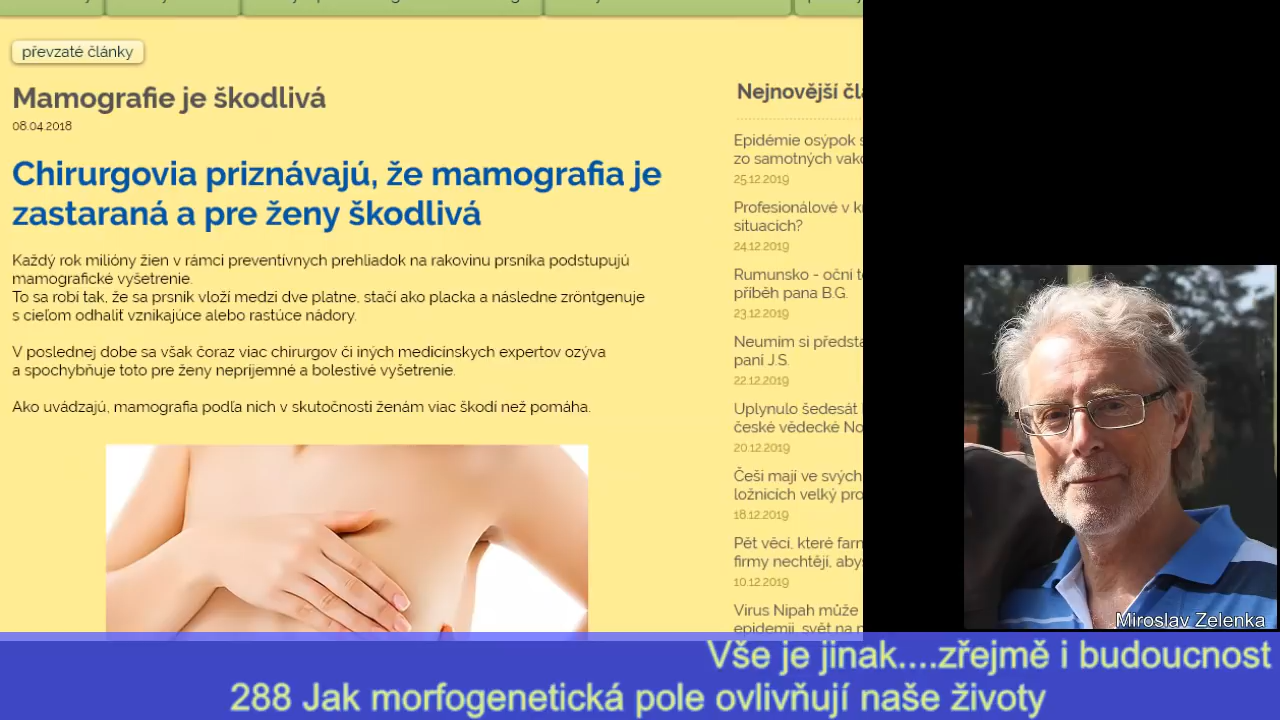 převzaté články
Mamografie je škodlivá
08.04.2018
Chirurgovia priznávajú, že mamografia je
zastaraná a pre ženy škodlivá
Každý rok milióny žien v rámci preventívnych prehliadok na rakovinu prsníka podstupujú
mamografické vyšetrenie.
To sa robí tak, že sa prsník vloží medzi dve platne, stačí ako placka a následne zröntgenuje
s cieľom odhaliť vznikajúce alebo rastúce nádory.
V poslednej dobe sa však čoraz viac chirurgov či iných medicínskych expertov ozýva
a spochybňuje toto pre ženy nepríjemné a bolestivé vyšetrenie.
Ako uvádzajú, mamografia podľa nich v skutočnosti ženám viac škodí než pomáha.
Nejnovější
Epidémie osýpok
zo samotných
25.12.2019
Profesionálové v
situacích?
24.12.2019
Rumunsko - oční
příběh pana B.G.
23.12.2019
Neumím si
paní J.S.
22.12.2019
Uplynulo šedesát
české vědecké
20.12.2019
Češi mají ve svých
ložnicích velký
18.12.2019
Pět věcí, které
firmy nechtějí,
10.12.2019
Virus Nipah může
epidemii, svět na
Miroslav Zelenka
Vše je jinak....zřejmě i budoucnost
288 Jak morfogenetická pole ovlivňují naše životy